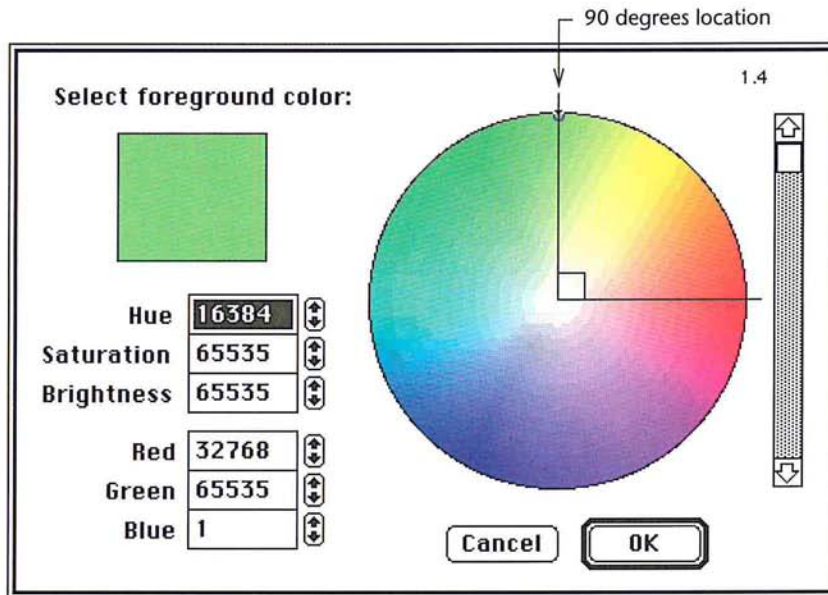 90 degrees location
1.4
Select foreground color:
Hue 16384
Saturation 65535
Brightness 65535
Red 32768
Green 65535
Blue 1
Cancel OK